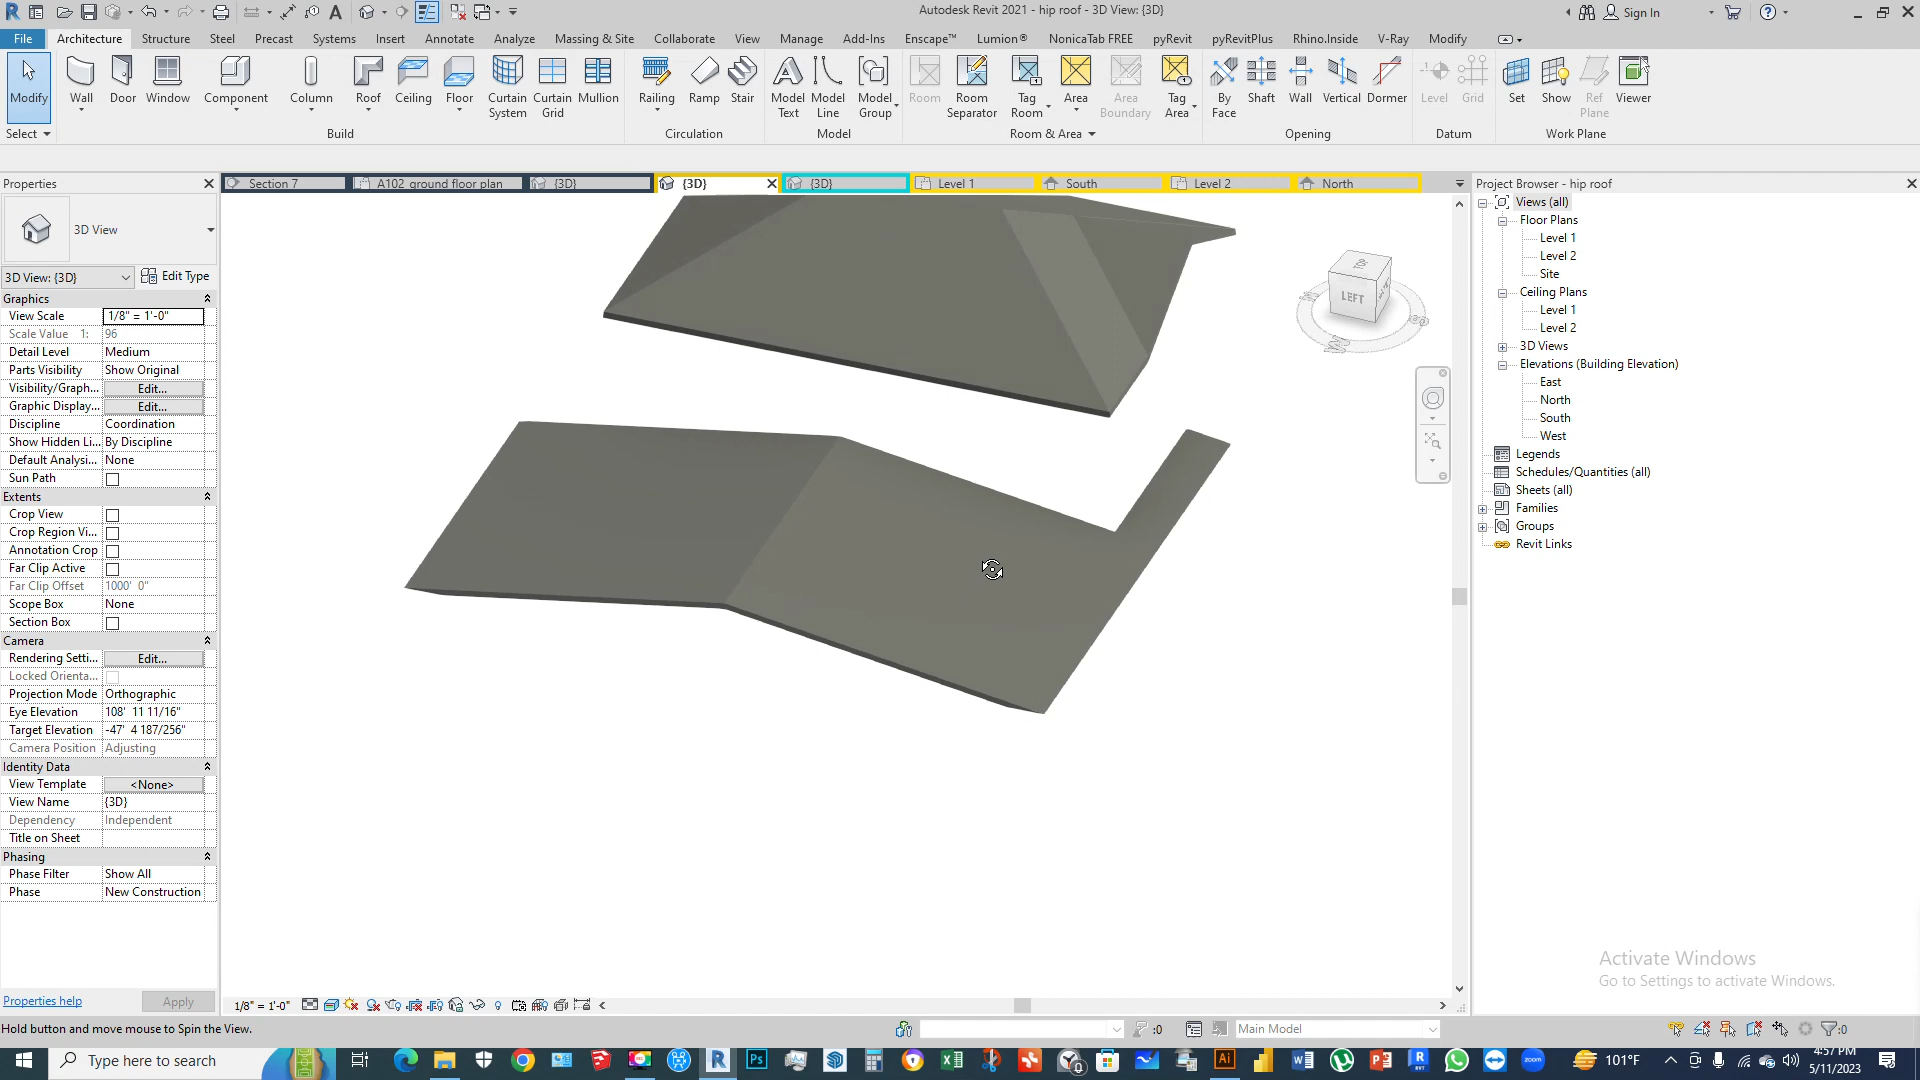 Autodesk Revit 2021 - hip roof - 3D View: {3D}
Sign In
File Architecture Structure Steel Precast Systems Insert Annotate Analyze Massing & Site Collaborate View Manage Add-Ins Enscape™ Lumion® NonicaTab FREE pyRevit pyRevitPlus Rhino.Inside V-Ray Modify
Modify Wall Door Window Component Column Roof Ceiling Floor Curtain System Curtain Grid Mullion Railing Ramp Stair Model Text Model Line Model Group Room Room Separator Tag Room Area Area Boundary Tag Area By Face Shaft Wall Vertical Dormer Level Grid Set Show Ref Plane Viewer
Select Build Circulation Model Room & Area Opening Datum Work Plane
Properties
Section 7 A102 ground floor plan {3D} {3D} {3D} Level 1 South Level 2 North
Project Browser - hip roof
3D View
3D View: {3D} Edit Type
Graphics
View Scale 1/8" = 1'-0"
Scale Value 1: 96
Detail Level Medium
Parts Visibility Show Original
Visibility/Graph... Edit...
Graphic Display... Edit...
Discipline Coordination
Show Hidden Li... By Discipline
Default Analysi... None
Sun Path
Extents
Crop View
Crop Region Vi...
Annotation Crop
Far Clip Active
Far Clip Offset 1000' 0"
Scope Box None
Section Box
Camera
Rendering Setti... Edit...
Locked Orienta...
Projection Mode Orthographic
Eye Elevation 108' 11 11/16"
Target Elevation -47' 4 187/256"
Camera Position Adjusting
Identity Data
View Template <None>
View Name {3D}
Dependency Independent
Title on Sheet
Phasing
Phase Filter Show All
Phase New Construction
Properties help Apply
LEFT
Views (all)
Floor Plans
Level 1
Level 2
Site
Ceiling Plans
Level 1
Level 2
3D Views
Elevations (Building Elevation)
East
North
South
West
Legends
Schedules/Quantities (all)
Sheets (all)
Families
Groups
Revit Links
Activate Windows
Go to Settings to activate Windows.
1/8" = 1'-0"
Hold button and move mouse to Spin the View.
:0
Main Model
:0
Type here to search
101°F
4:57 PM
5/11/2023